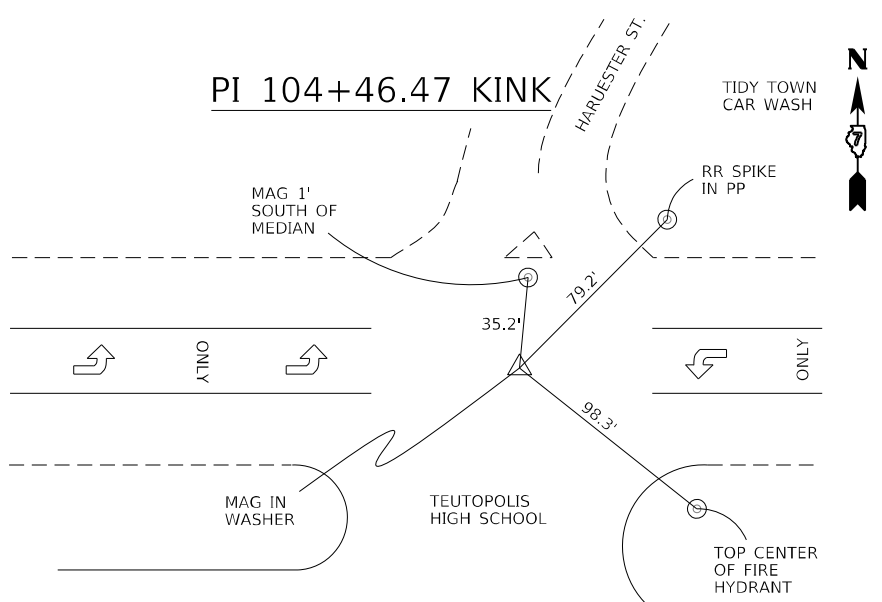 PI 104+46.47 KINK
HARUESTER ST.
TIDY TOWN
CAR WASH
N
7
RR SPIKE
IN PP
MAG 1'
SOUTH OF
MEDIAN
79.2'
35.2'
ONLY
ONLY
98.3'
MAG IN
WASHER
TEUTOPOLIS
HIGH SCHOOL
TOP CENTER
OF FIRE
HYDRANT